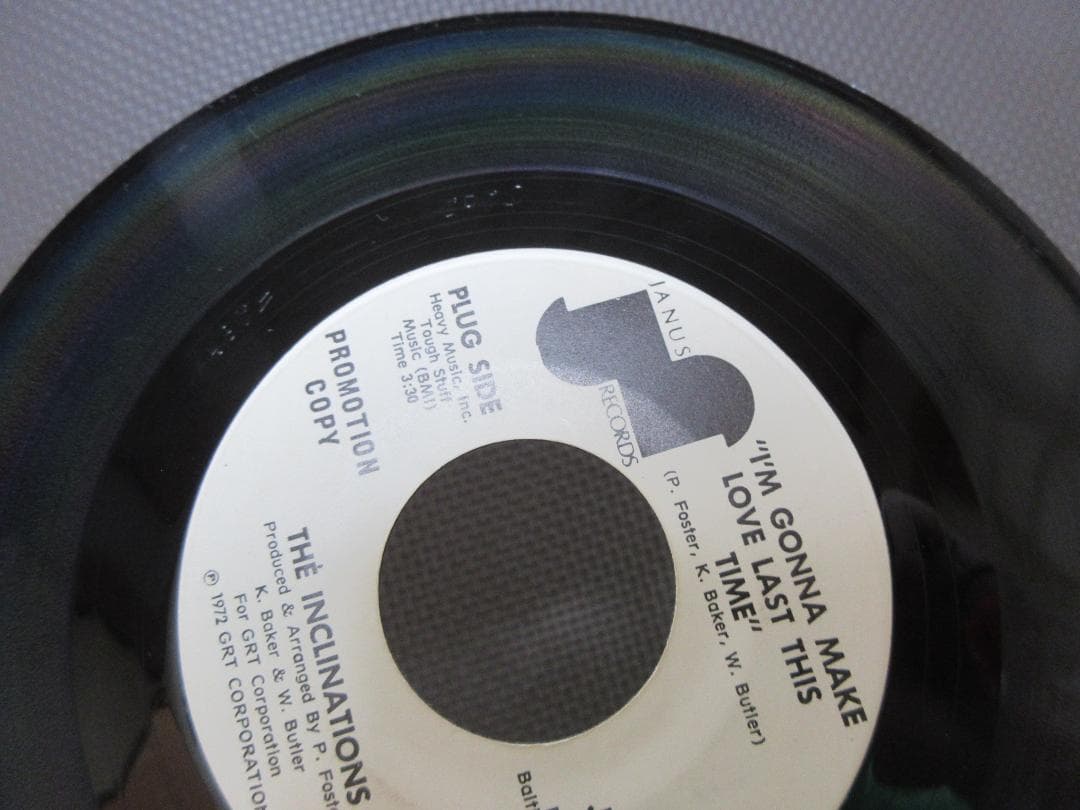 JANUS
RECORDS
"I'M GONNA MAKE
LOVE LAST THIS
TIME"
(P. Foster, K. Baker, W. Butler)
PLUG SIDE
Heavy Music, Inc.
Tough Stuff
Music (BMI)
Time 3:30
PROMOTION
COPY
THE INCLINATIONS
Produced & Arranged By P. Fost
K. Baker & W. Butler
For GRT Corporation
℗ 1972 GRT CORPORATION
Balt